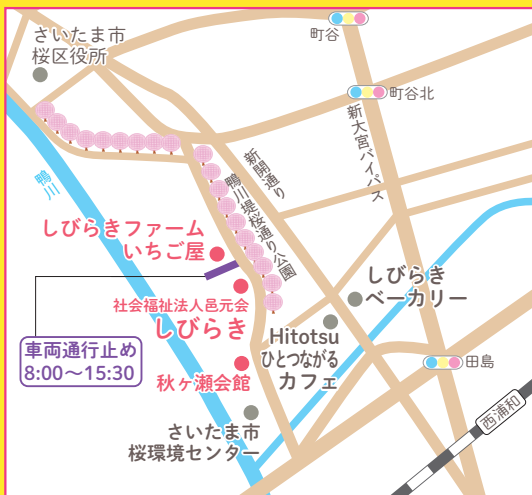 さいたま市
桜区役所
町谷
町谷北
新大宮バイパス
新開通り
鴨川堤桜通り公園
鴨川
しびらきファーム
いちご屋
社会福祉法人邑元会
しびらき
車両通行止め
8:00〜15:30
秋ヶ瀬会館
さいたま市
桜環境センター
しびらき
ベーカリー
Hitotsu
ひとつながる
カフェ
田島
西浦和